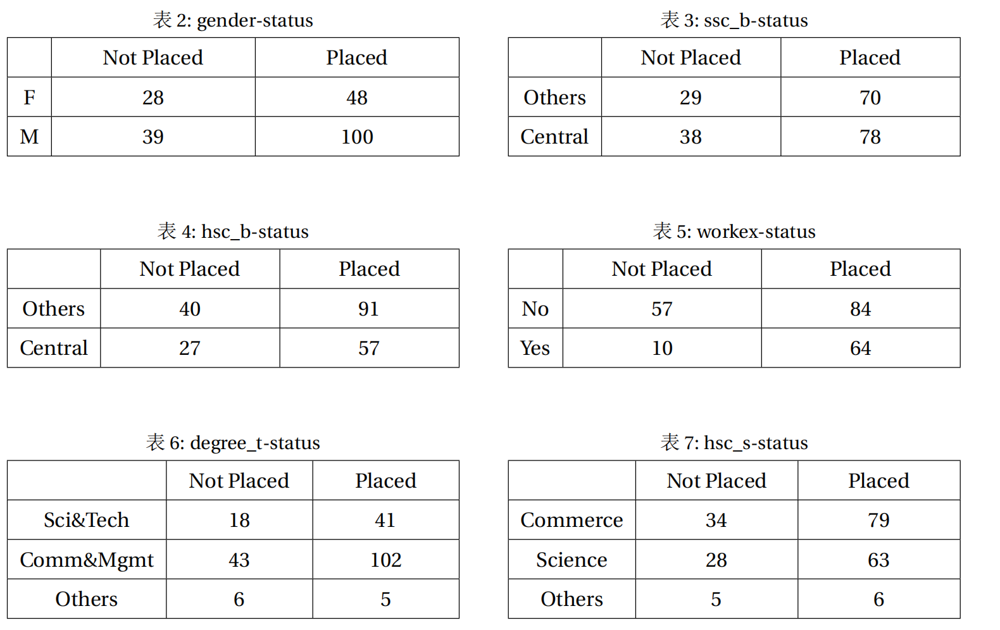 表 2: gender-status
Not Placed Placed
F 28 48
M 39 100
表 3: ssc_b-status
Not Placed Placed
Others 29 70
Central 38 78
表 4: hsc_b-status
Not Placed Placed
Others 40 91
Central 27 57
表 5: workex-status
Not Placed Placed
No 57 84
Yes 10 64
表 6: degree_t-status
Not Placed Placed
Sci&Tech 18 41
Comm&Mgmt 43 102
Others 6 5
表 7: hsc_s-status
Not Placed Placed
Commerce 34 79
Science 28 63
Others 5 6